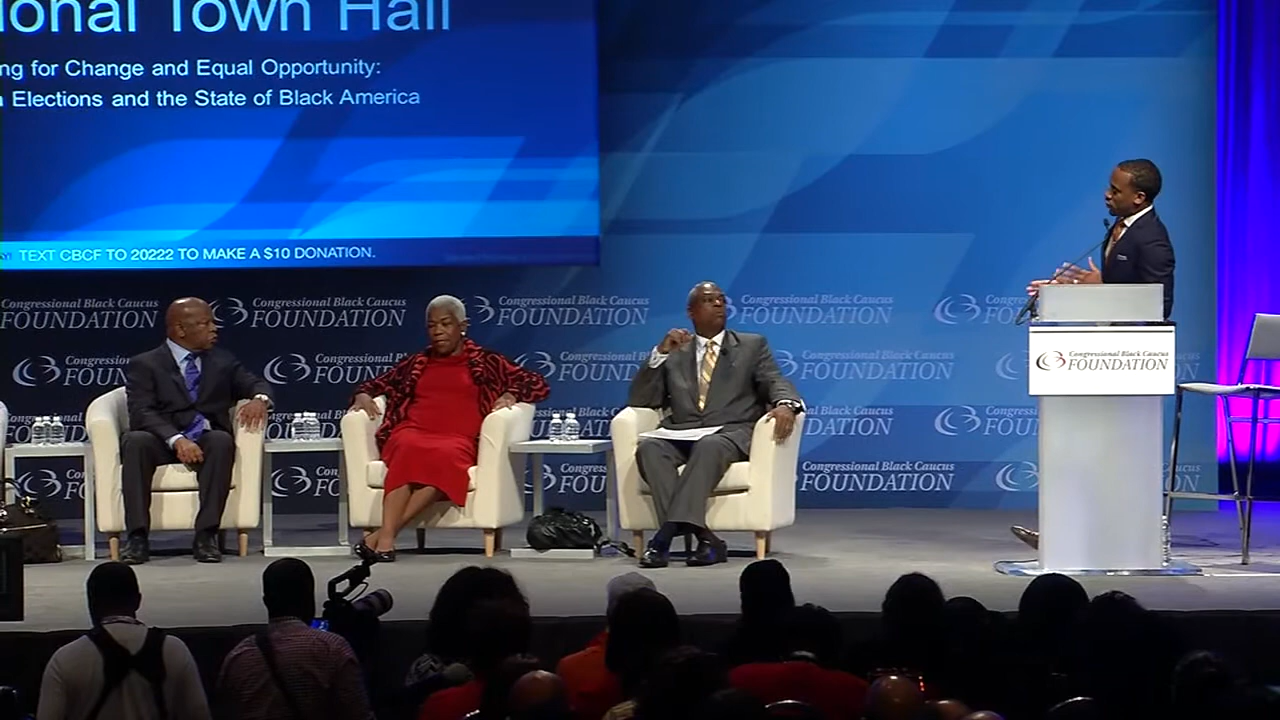 ional Town Hall
ng for Change and Equal Opportunity:
Elections and the State of Black America
TEXT CBCF TO 20222 TO MAKE A $10 DONATION.
Congressional Black Caucus
FOUNDATION
Congressional Black Caucus
FOUNDATION
Congressional Black Caucus
FOUNDATION
Congressional Black Caucus
FOUNDATION
Congressional Black Caucus
FOUNDATION
Congressional Black Caucus
FOUNDATION